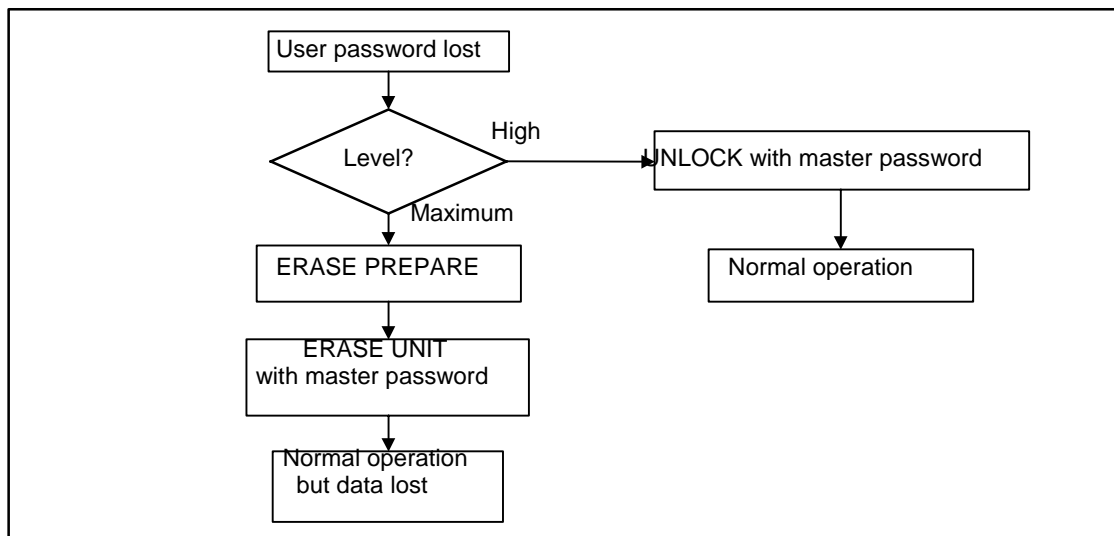 User password lost
High
Level?
UNLOCK with master password
Maximum
ERASE PREPARE
Normal operation
ERASE UNIT
with master password
Normal operation
but data lost